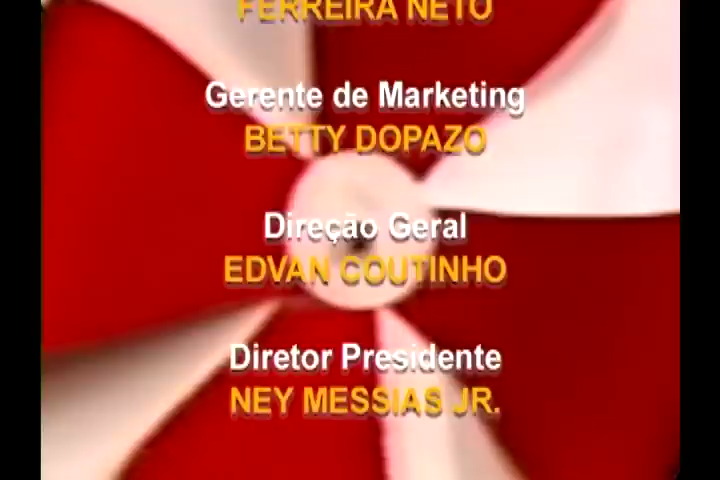 FERREIRA NETO
Gerente de Marketing
BETTY DOPAZO
Direção Geral
EDVAN COUTINHO
Diretor Presidente
NEY MESSIAS JR.